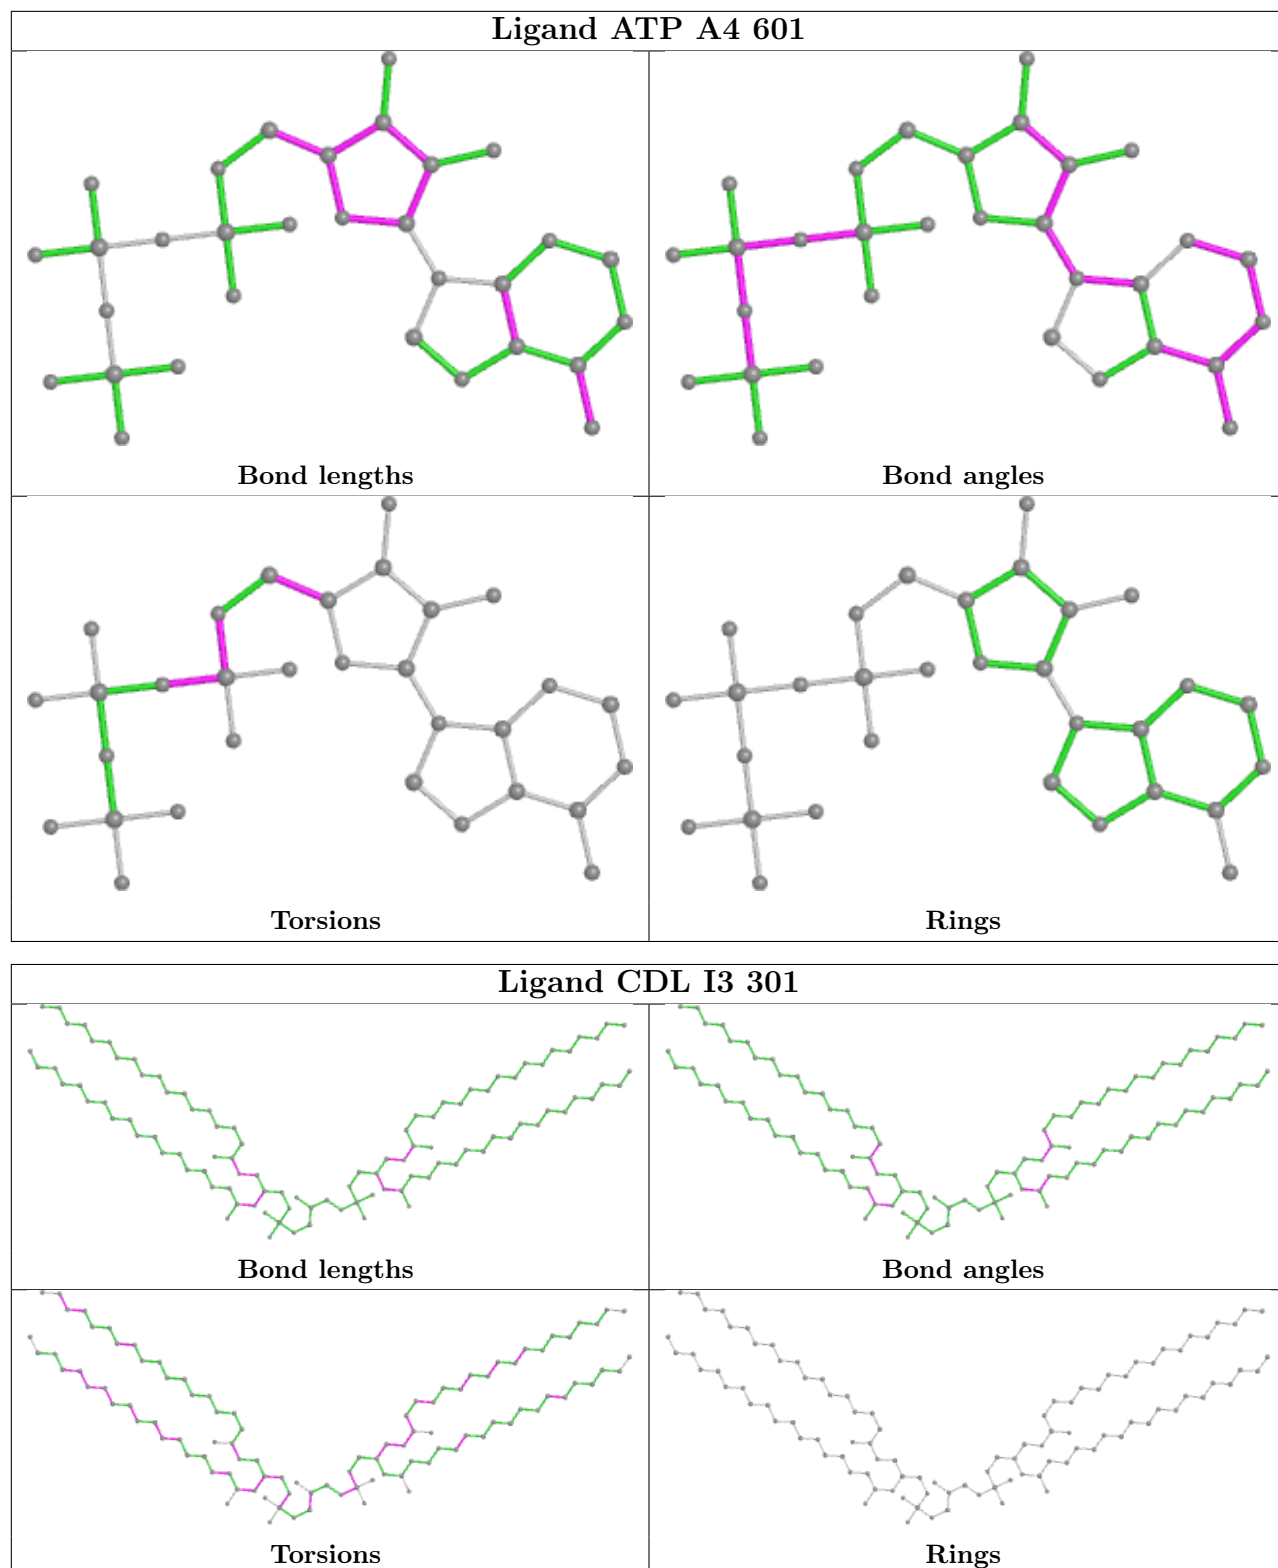 Ligand ATP A4 601
Bond lengths
Bond angles
Torsions
Rings
Ligand CDL I3 301
Bond lengths
Bond angles
Torsions
Rings